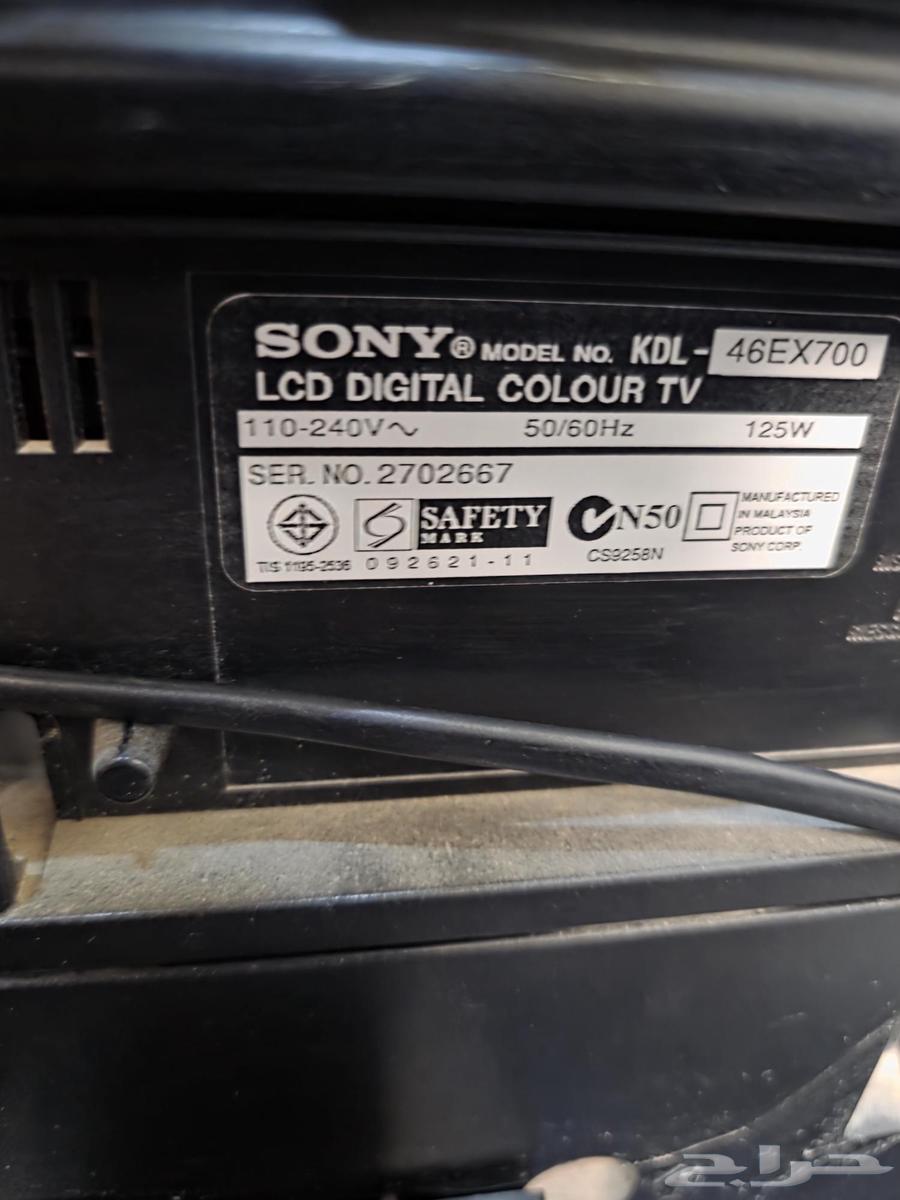 SONY® MODEL NO. KDL-46EX700
LCD DIGITAL COLOUR TV
110-240V~ 50/60Hz 125W
SER. NO. 2702667
SAFETY
MARK
N50
MANUFACTURED
IN MALAYSIA
PRODUCT OF
SONY CORP.
TIS 1195-2536 092621-11 CS9258N
حراج